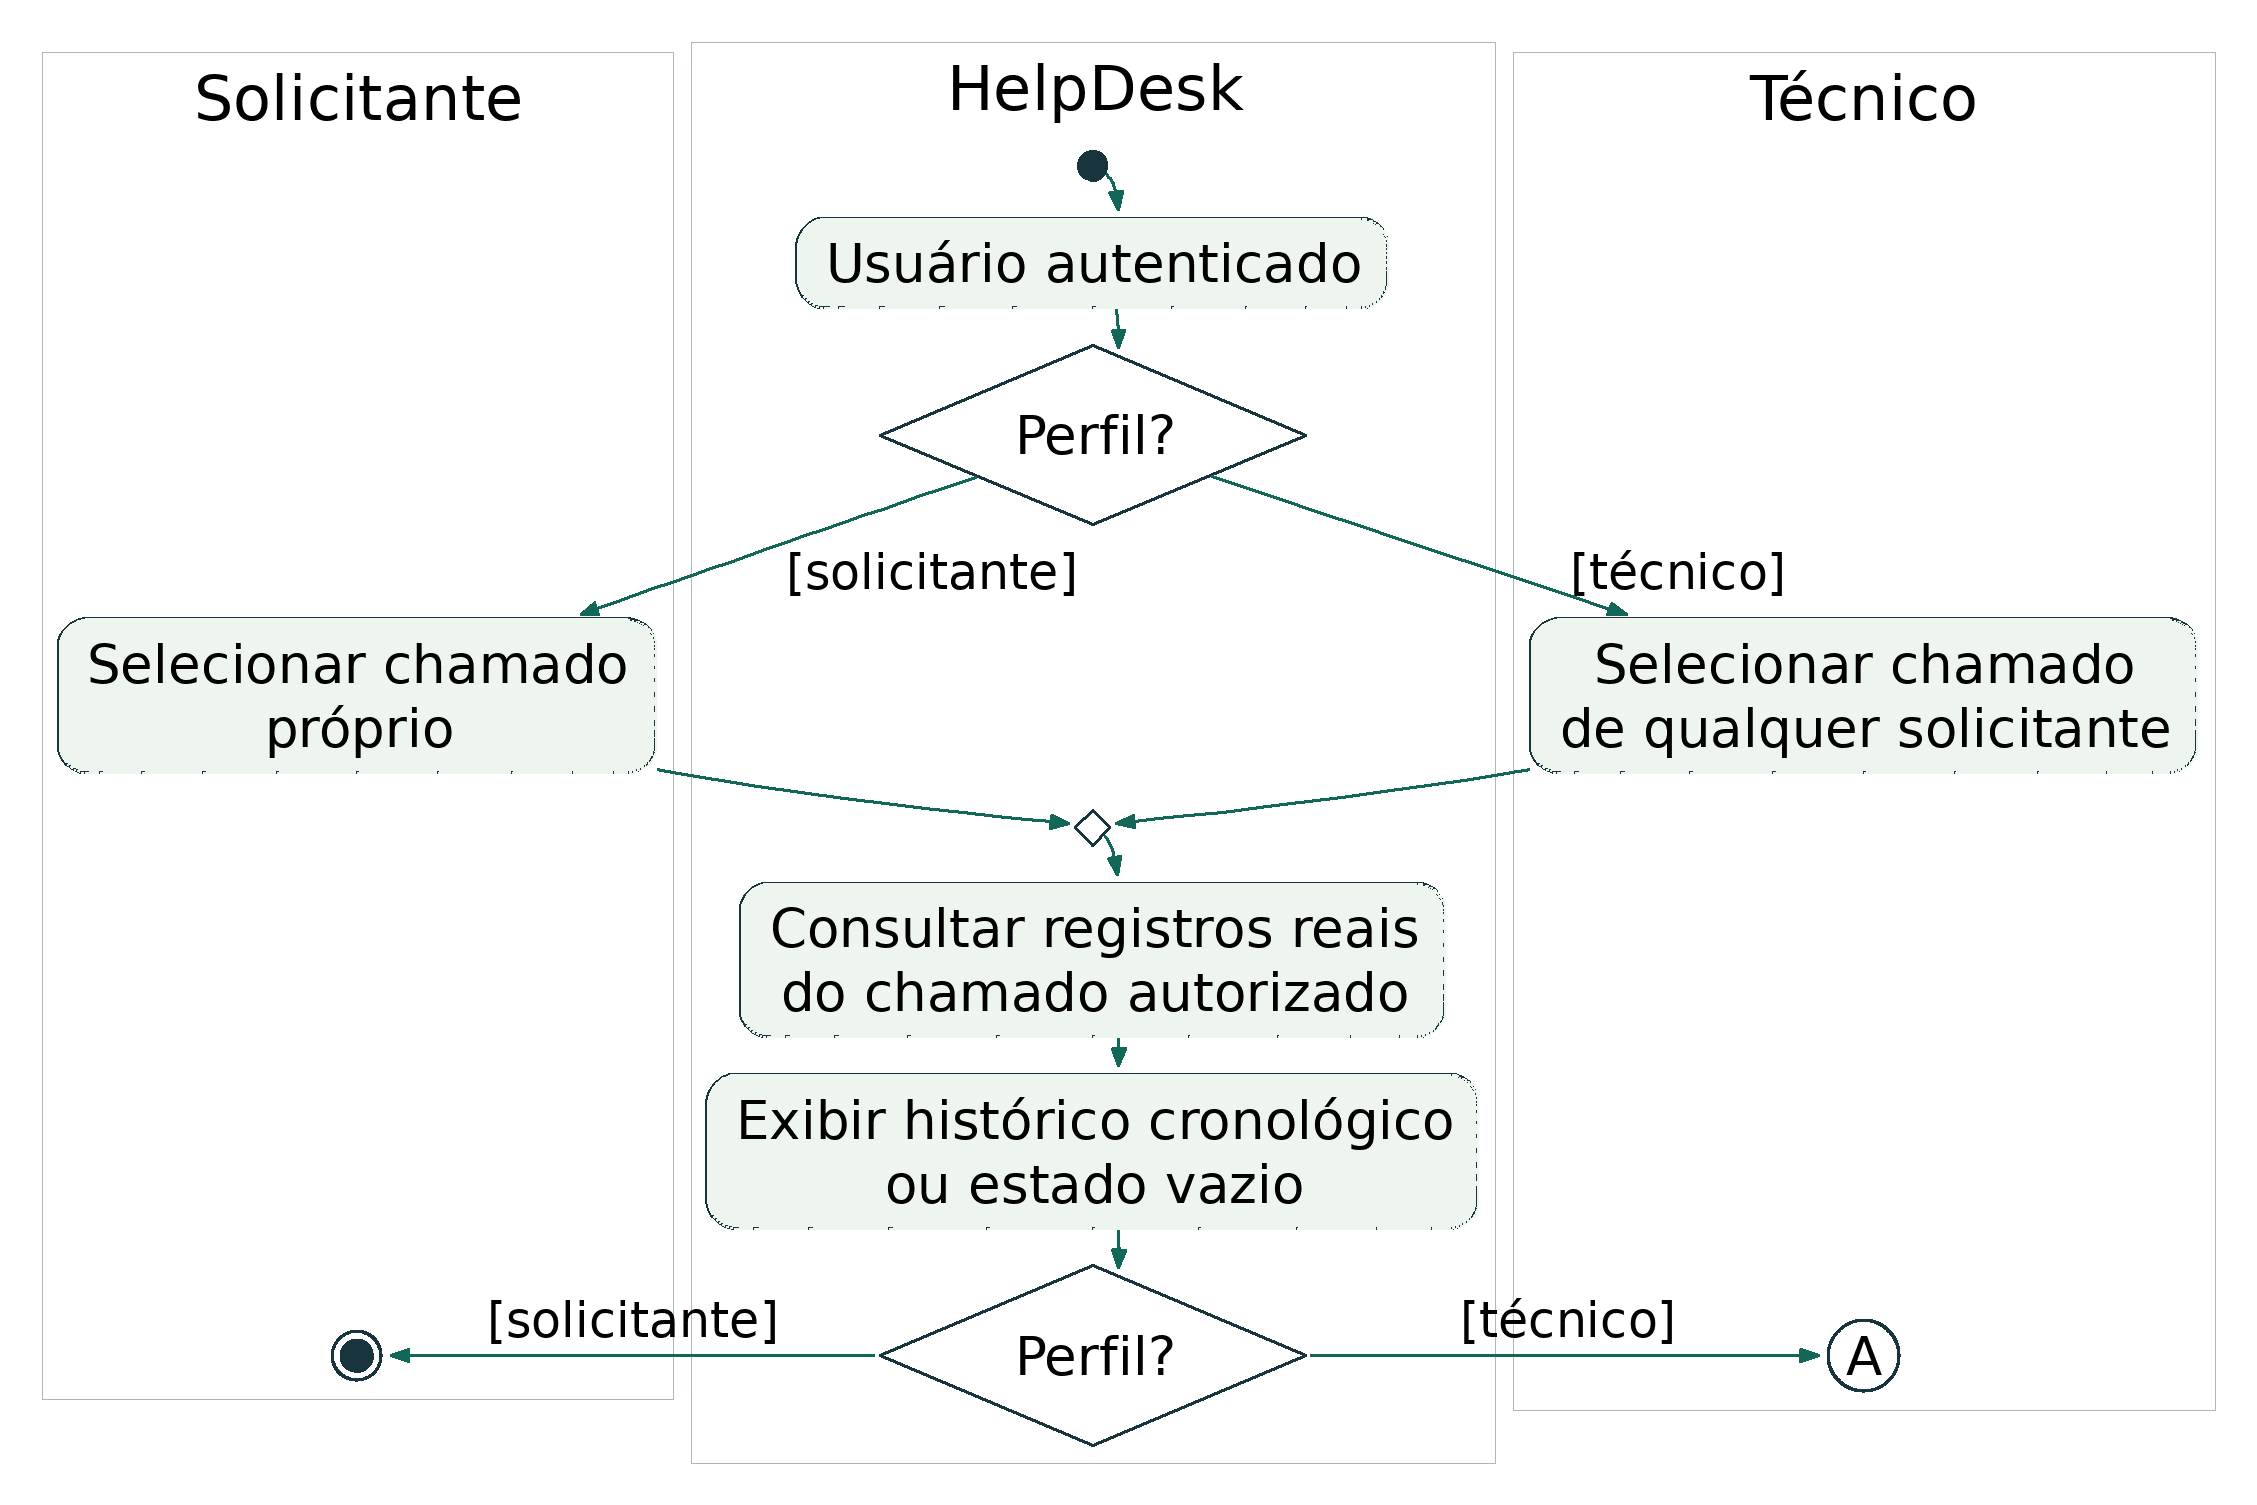 Solicitante
HelpDesk
Técnico
Usuário autenticado
Perfil?
[solicitante]
[técnico]
Selecionar chamado
próprio
Selecionar chamado
de qualquer solicitante
Consultar registros reais
do chamado autorizado
Exibir histórico cronológico
ou estado vazio
[solicitante]
Perfil?
[técnico]
A